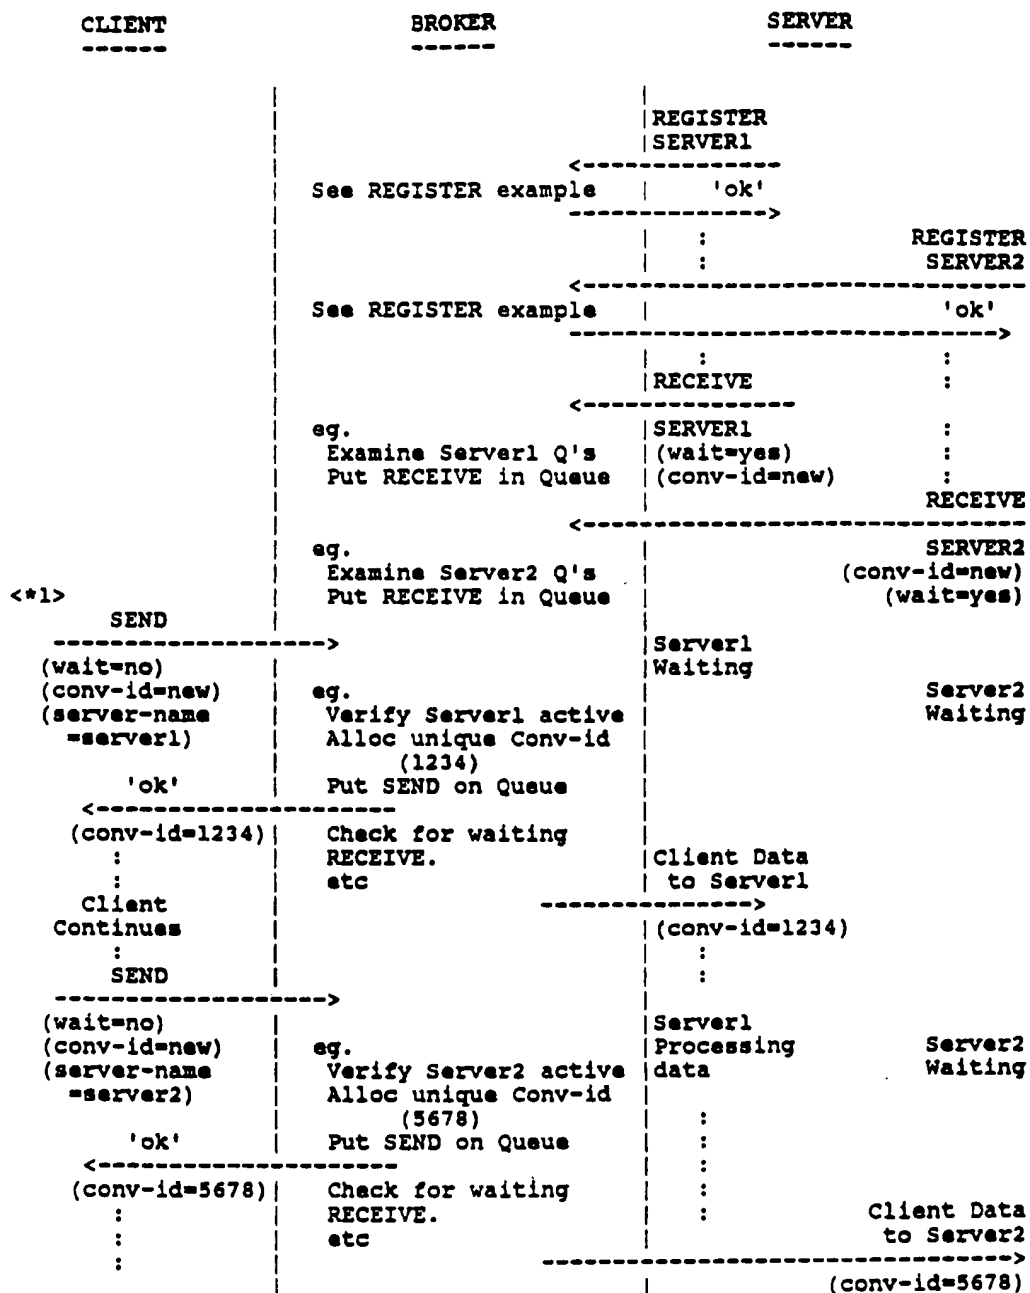 CLIENT BROKER SERVER
------ ------ ------
REGISTER
SERVER1
<---------------
See REGISTER example 'ok'
--------------->
: REGISTER
: SERVER2
<-------------------------------
See REGISTER example 'ok'
------------------------------>
: :
RECEIVE :
<---------------
eg. SERVER1 :
Examine Server1 Q's (wait=yes) :
Put RECEIVE in Queue (conv-id=new) :
RECEIVE
<-------------------------------
eg. SERVER2
Examine Server2 Q's (conv-id=new)
<*1> Put RECEIVE in Queue (wait=yes)
SEND
-------------------> Server1
(wait=no) Waiting
(conv-id=new) eg. Server2
(server-name Verify Server1 active Waiting
=server1) Alloc unique Conv-id
(1234)
'ok' Put SEND on Queue
<---------------------
(conv-id=1234) Check for waiting
: RECEIVE. Client Data
: etc to Server1
Client --------------->
Continues (conv-id=1234)
: :
SEND :
------------------->
(wait=no) Server1
(conv-id=new) eg. Processing Server2
(server-name Verify Server2 active data Waiting
=server2) Alloc unique Conv-id
(5678) :
'ok' Put SEND on Queue :
<--------------------- :
(conv-id=5678) Check for waiting :
: RECEIVE. : Client Data
: etc to Server2
: --------------------------------->
(conv-id=5678)